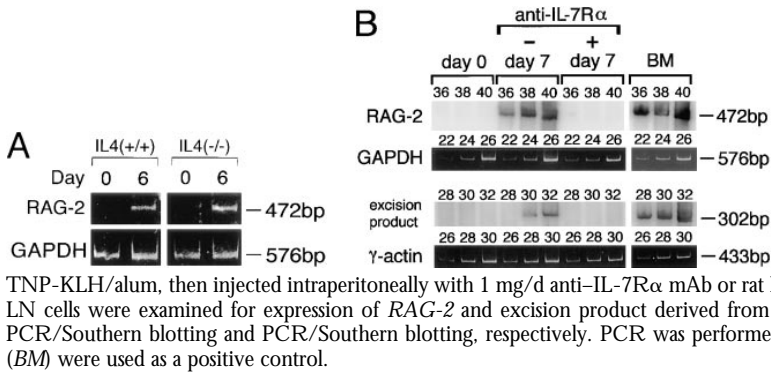 A
IL4(+/+) IL4(-/-)
Day 0 6 0 6
RAG-2 472bp
GAPDH 576bp
B
anti-IL-7Rα
− +
day 0 day 7 day 7 BM
36 38 40 36 38 40 36 38 40 36 38 40
RAG-2 472bp
22 24 26 22 24 26 22 24 26 22 24 26
GAPDH 576bp
28 30 32 28 30 32 28 30 32 28 30 32
excision
product 302bp
26 28 30 26 28 30 26 28 30 26 28 30
γ-actin 433bp
TNP-KLH/alum, then injected intraperitoneally with 1 mg/d anti–IL-7Rα mAb or rat
LN cells were examined for expression of RAG-2 and excision product derived from
PCR/Southern blotting and PCR/Southern blotting, respectively. PCR was performe
(BM) were used as a positive control.